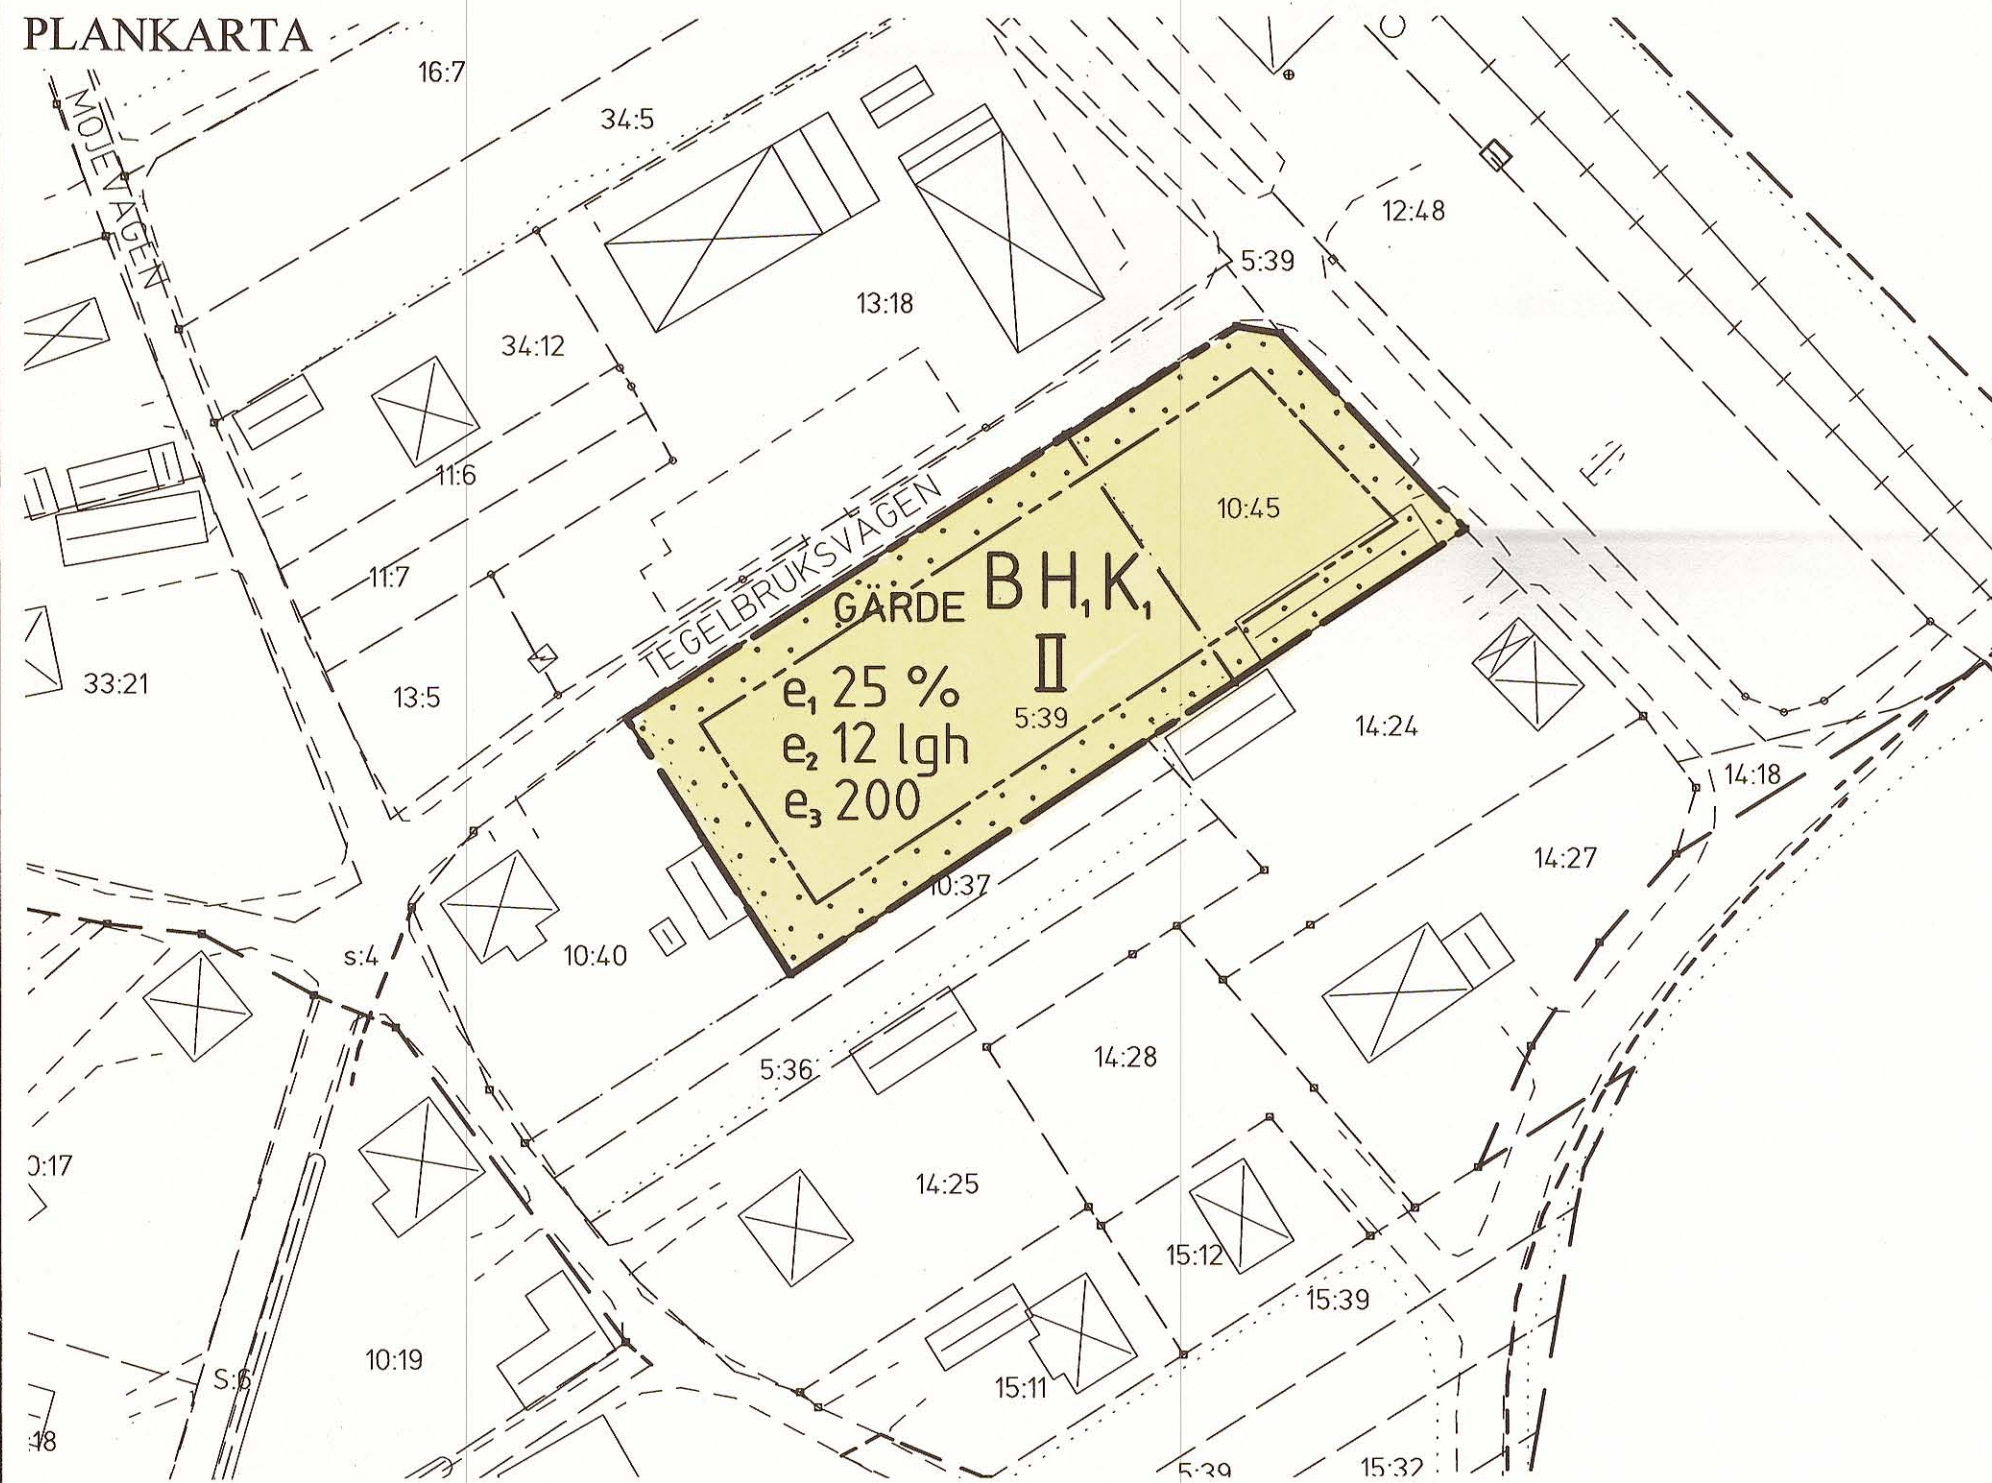 PLANKARTA
16:7
34:5
MOJEVÄGEN
12:48
5:39
13:18
34:12
11:6
10:45
TEGELBRUKSVÄGEN
11:7
GÄRDE B H₁ K₁
II
33:21
13:5
e₁ 25 %
5:39
14:24
e₂ 12 lgh
14:18
e₃ 200
14:27
10:37
s:4
10:40
14:28
5:36
0:17
14:25
15:12
15:39
10:19
S:6
15:11
:18
5:39
15:32